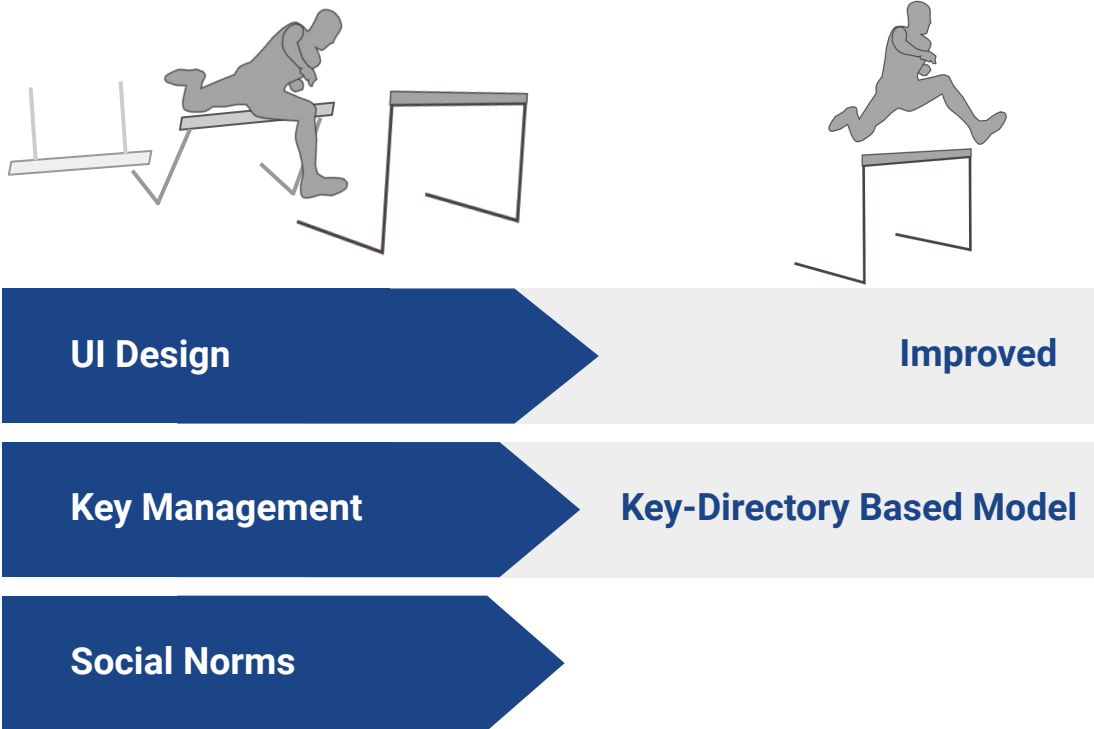 UI Design
Improved
Key Management
Key-Directory Based Model
Social Norms